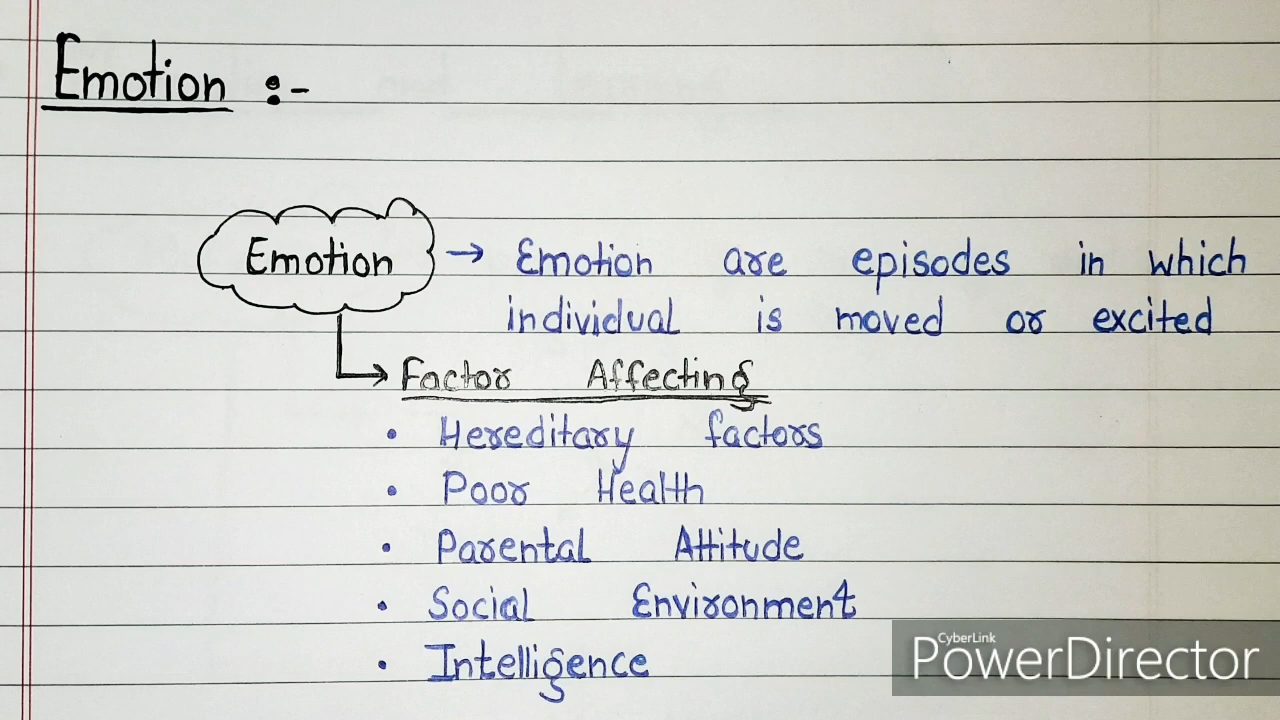 Emotion :-
Emotion → Emotion are episodes in which
individual is moved or excited
Factor Affecting
• Hereditary factors
• Poor Health
• Parental Attitude
• Social Environment
• Intelligence
CyberLink
PowerDirector